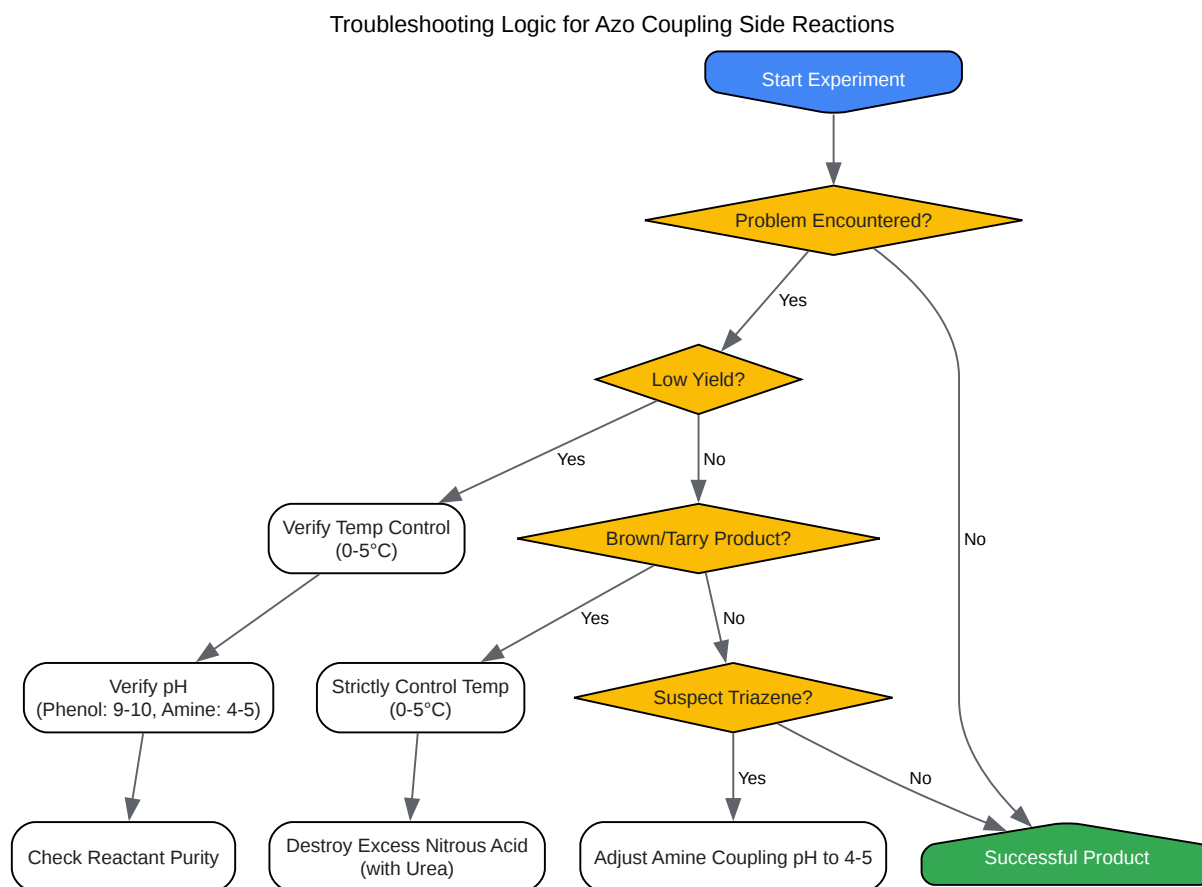 Troubleshooting Logic for Azo Coupling Side Reactions
Start Experiment
Problem Encountered?
Yes
Low Yield?
Yes
No
Verify Temp Control
(0-5°C)
Brown/Tarry Product?
No
Yes
No
Verify pH
(Phenol: 9-10, Amine: 4-5)
Strictly Control Temp
(0-5°C)
Suspect Triazene?
Yes
No
Check Reactant Purity
Destroy Excess Nitrous Acid
(with Urea)
Adjust Amine Coupling pH to 4-5
Successful Product